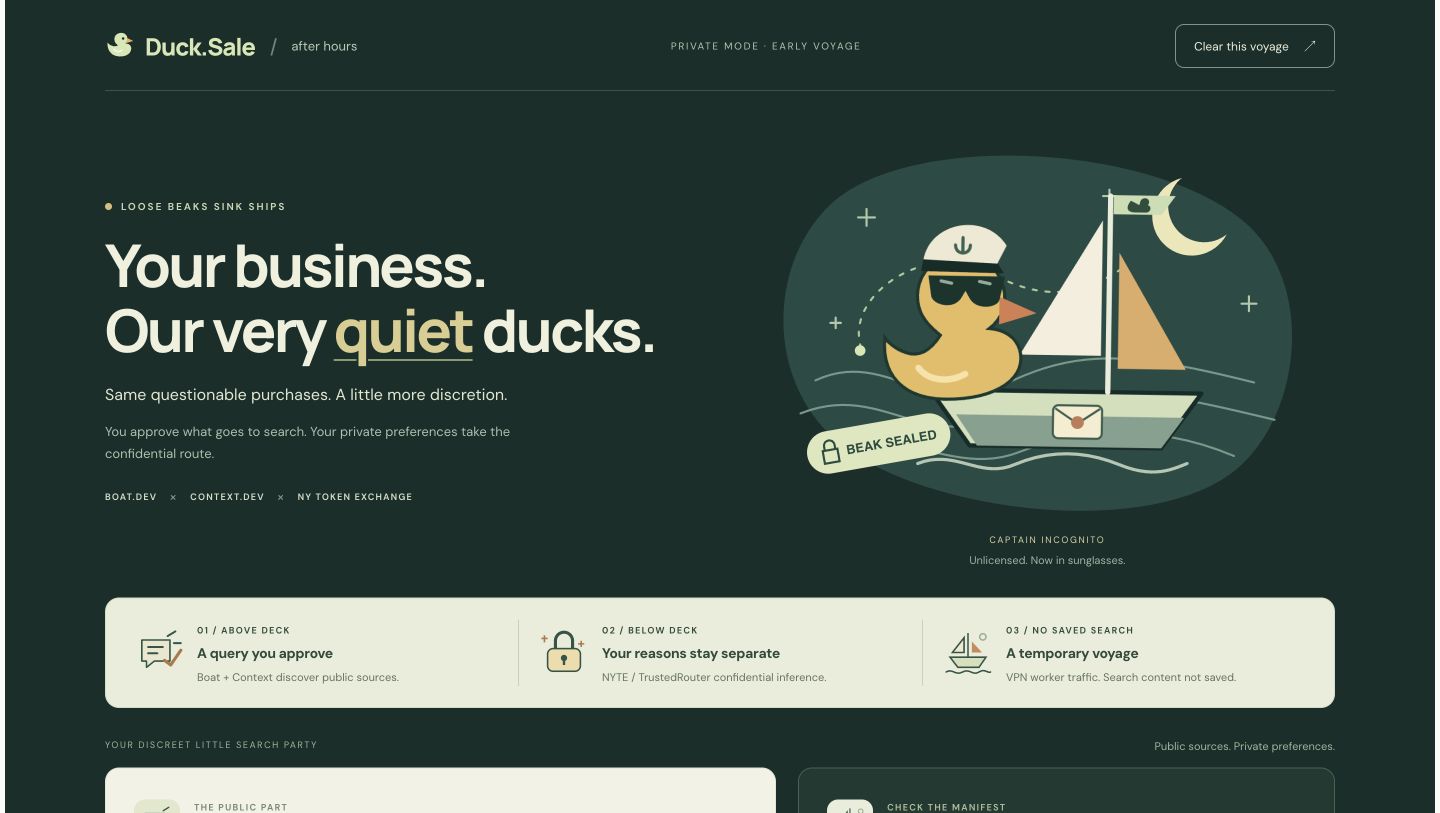 Duck.Sale / after hours
PRIVATE MODE · EARLY VOYAGE
Clear this voyage ↗
LOOSE BEAKS SINK SHIPS
Your business.
Our very quiet ducks.
Same questionable purchases. A little more discretion.
You approve what goes to search. Your private preferences take the
confidential route.
BOAT.DEV × CONTEXT.DEV × NY TOKEN EXCHANGE
BEAK SEALED
CAPTAIN INCOGNITO
Unlicensed. Now in sunglasses.
01 / ABOVE DECK
A query you approve
Boat + Context discover public sources.
02 / BELOW DECK
Your reasons stay separate
NYTE / TrustedRouter confidential inference.
03 / NO SAVED SEARCH
A temporary voyage
VPN worker traffic. Search content not saved.
YOUR DISCREET LITTLE SEARCH PARTY
Public sources. Private preferences.
THE PUBLIC PART
CHECK THE MANIFEST